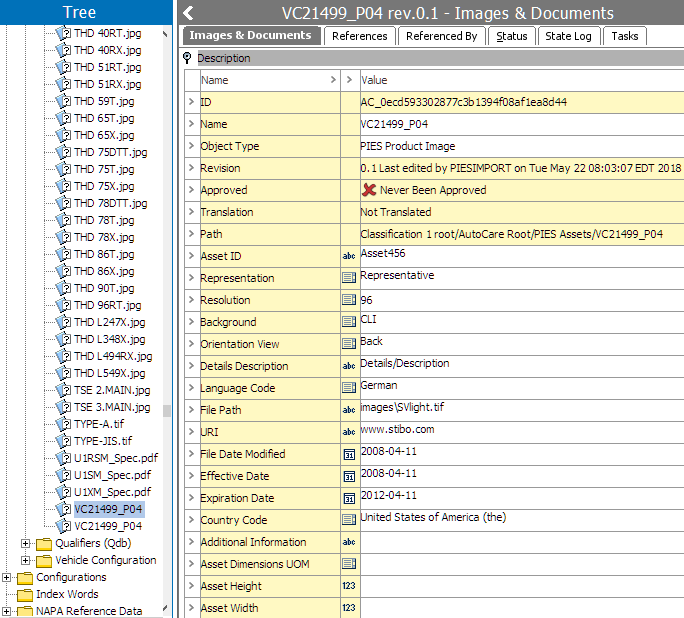 Tree
THD 40RT.jpg
THD 40RX.jpg
THD 51RT.jpg
THD 51RX.jpg
THD 59T.jpg
THD 65T.jpg
THD 65X.jpg
THD 75DTT.jpg
THD 75T.jpg
THD 75X.jpg
THD 78DTT.jpg
THD 78T.jpg
THD 78X.jpg
THD 86T.jpg
THD 86X.jpg
THD 90T.jpg
THD 96RT.jpg
THD L247X.jpg
THD L348X.jpg
THD L494RX.jpg
THD L549X.jpg
TSE 2.MAIN.jpg
TSE 3.MAIN.jpg
TYPE-A.tif
TYPE-JIS.tif
U1RSM_Spec.pdf
U1SM_Spec.pdf
U1XM_Spec.pdf
VC21499_P04
VC21499_P04
Qualifiers (Qdb)
Vehicle Configuration
Configurations
Index Words
NAPA Reference Data
VC21499_P04 rev.0.1 - Images & Documents
Images & Documents References Referenced By Status State Log Tasks
Description
Name > > Value
ID AC_0ecd593302877c3b1394f08af1ea8d44
Name VC21499_P04
Object Type PIES Product Image
Revision 0.1 Last edited by PIESIMPORT on Tue May 22 08:03:07 EDT 2018
Approved Never Been Approved
Translation Not Translated
Path Classification 1 root/AutoCare Root/PIES Assets/VC21499_P04
Asset ID abc Asset456
Representation Representative
Resolution 96
Background CLI
Orientation View Back
Details Description abc Details/Description
Language Code German
File Path abc images\SVlight.tif
URI abc www.stibo.com
File Date Modified 31 2008-04-11
Effective Date 31 2008-04-11
Expiration Date 31 2012-04-11
Country Code United States of America (the)
Additional Information abc
Asset Dimensions UOM
Asset Height 123
Asset Width 123